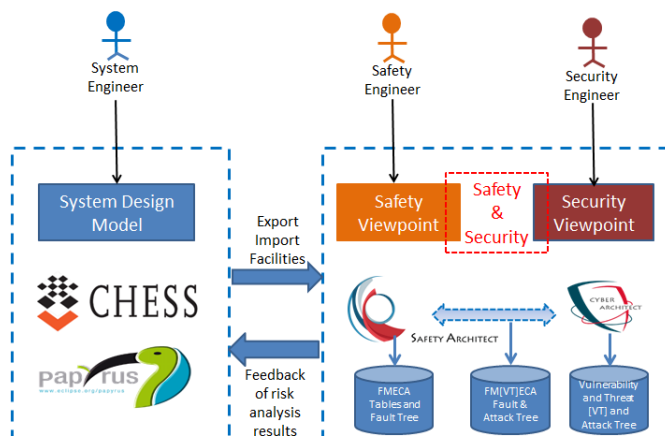 System
Engineer
Safety
Engineer
Security
Engineer
System Design
Model
Safety
Viewpoint
Safety
&
Security
Security
Viewpoint
Export
Import
Facilities
CHESS
SAFETY ARCHITECT
CYBER
ARCHITECT
papyrus
www.eclipse.org/papyrus
Feedback
of risk
analysis
results
FMECA
Tables and
Fault Tree
FM[VT]ECA
Fault &
Attack Tree
Vulnerability
and Threat
[VT] and
Attack Tree